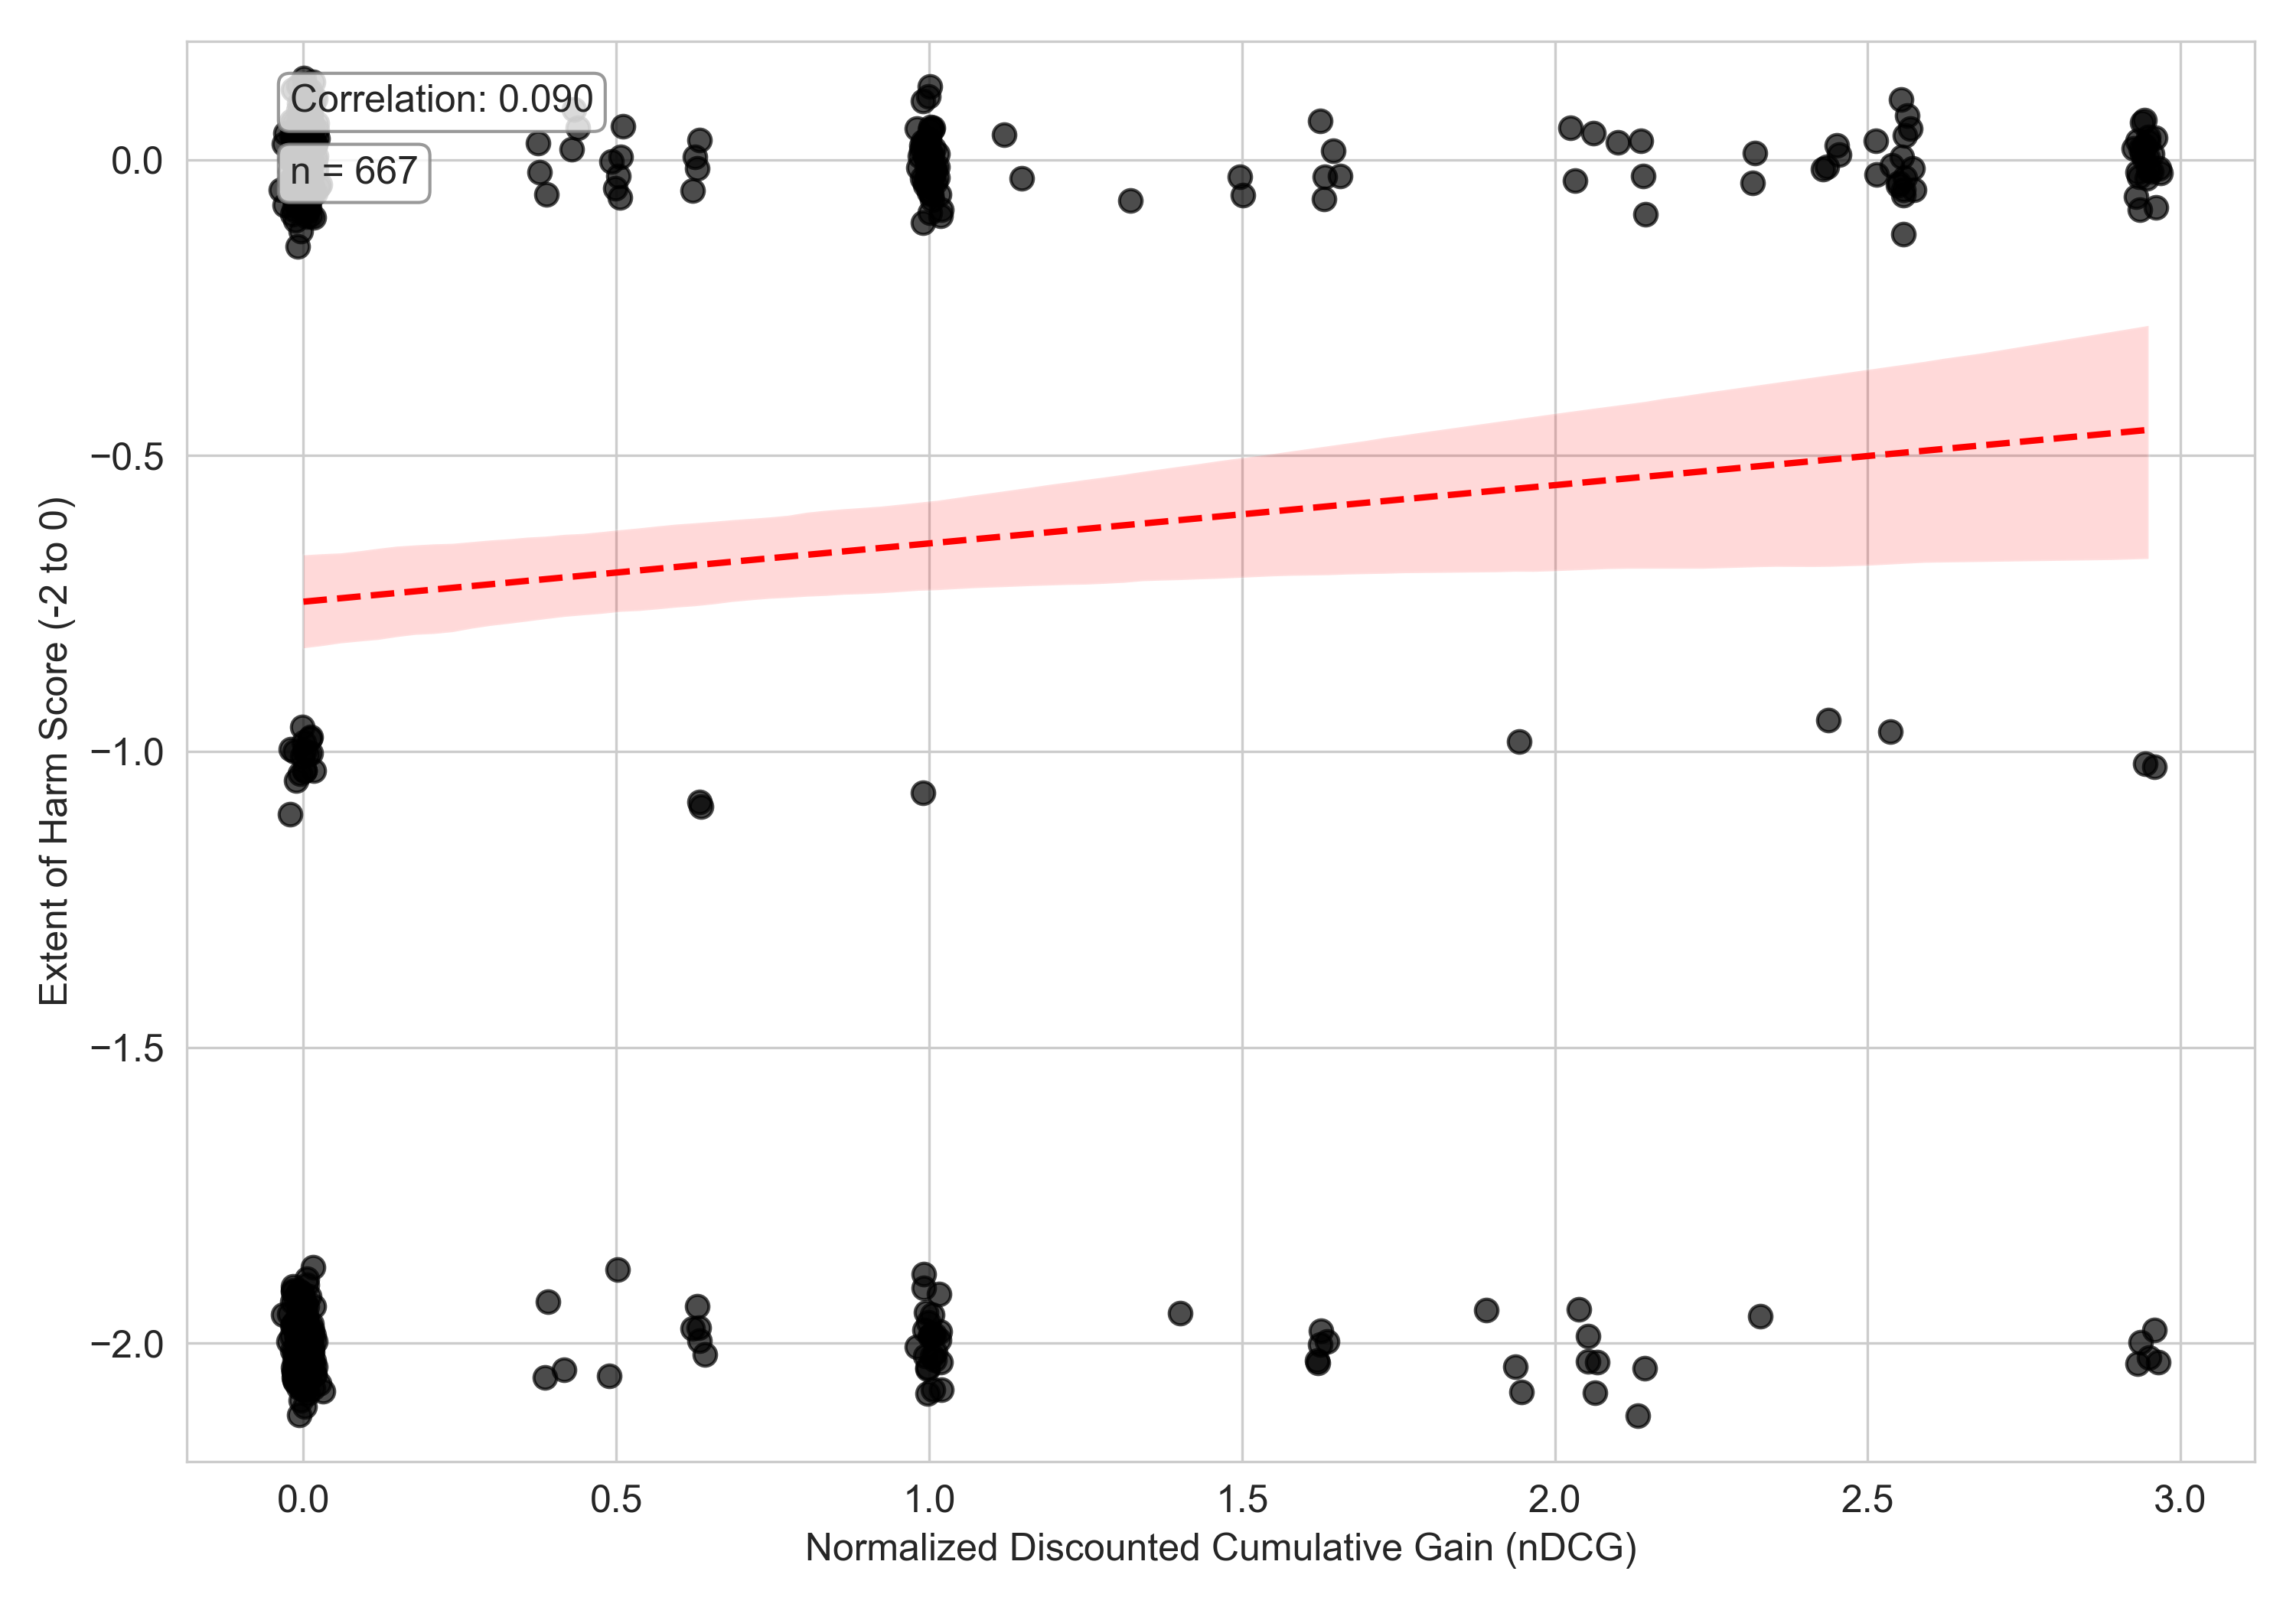 Correlation: 0.090
n = 667
0.0
−0.5
−1.0
−1.5
−2.0
Extent of Harm Score (-2 to 0)
0.0 0.5 1.0 1.5 2.0 2.5 3.0
Normalized Discounted Cumulative Gain (nDCG)